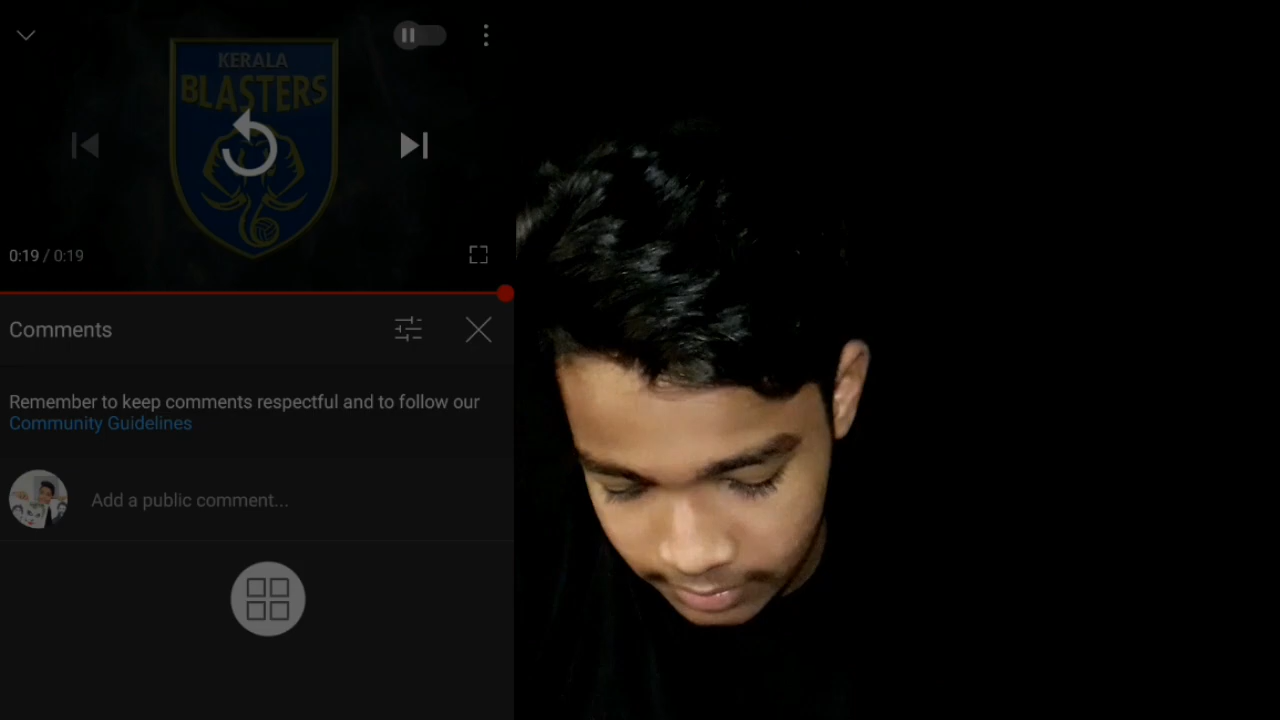 KERALA
BLASTERS
0:19 / 0:19
Comments
Remember to keep comments respectful and to follow our
Community Guidelines
Add a public comment...